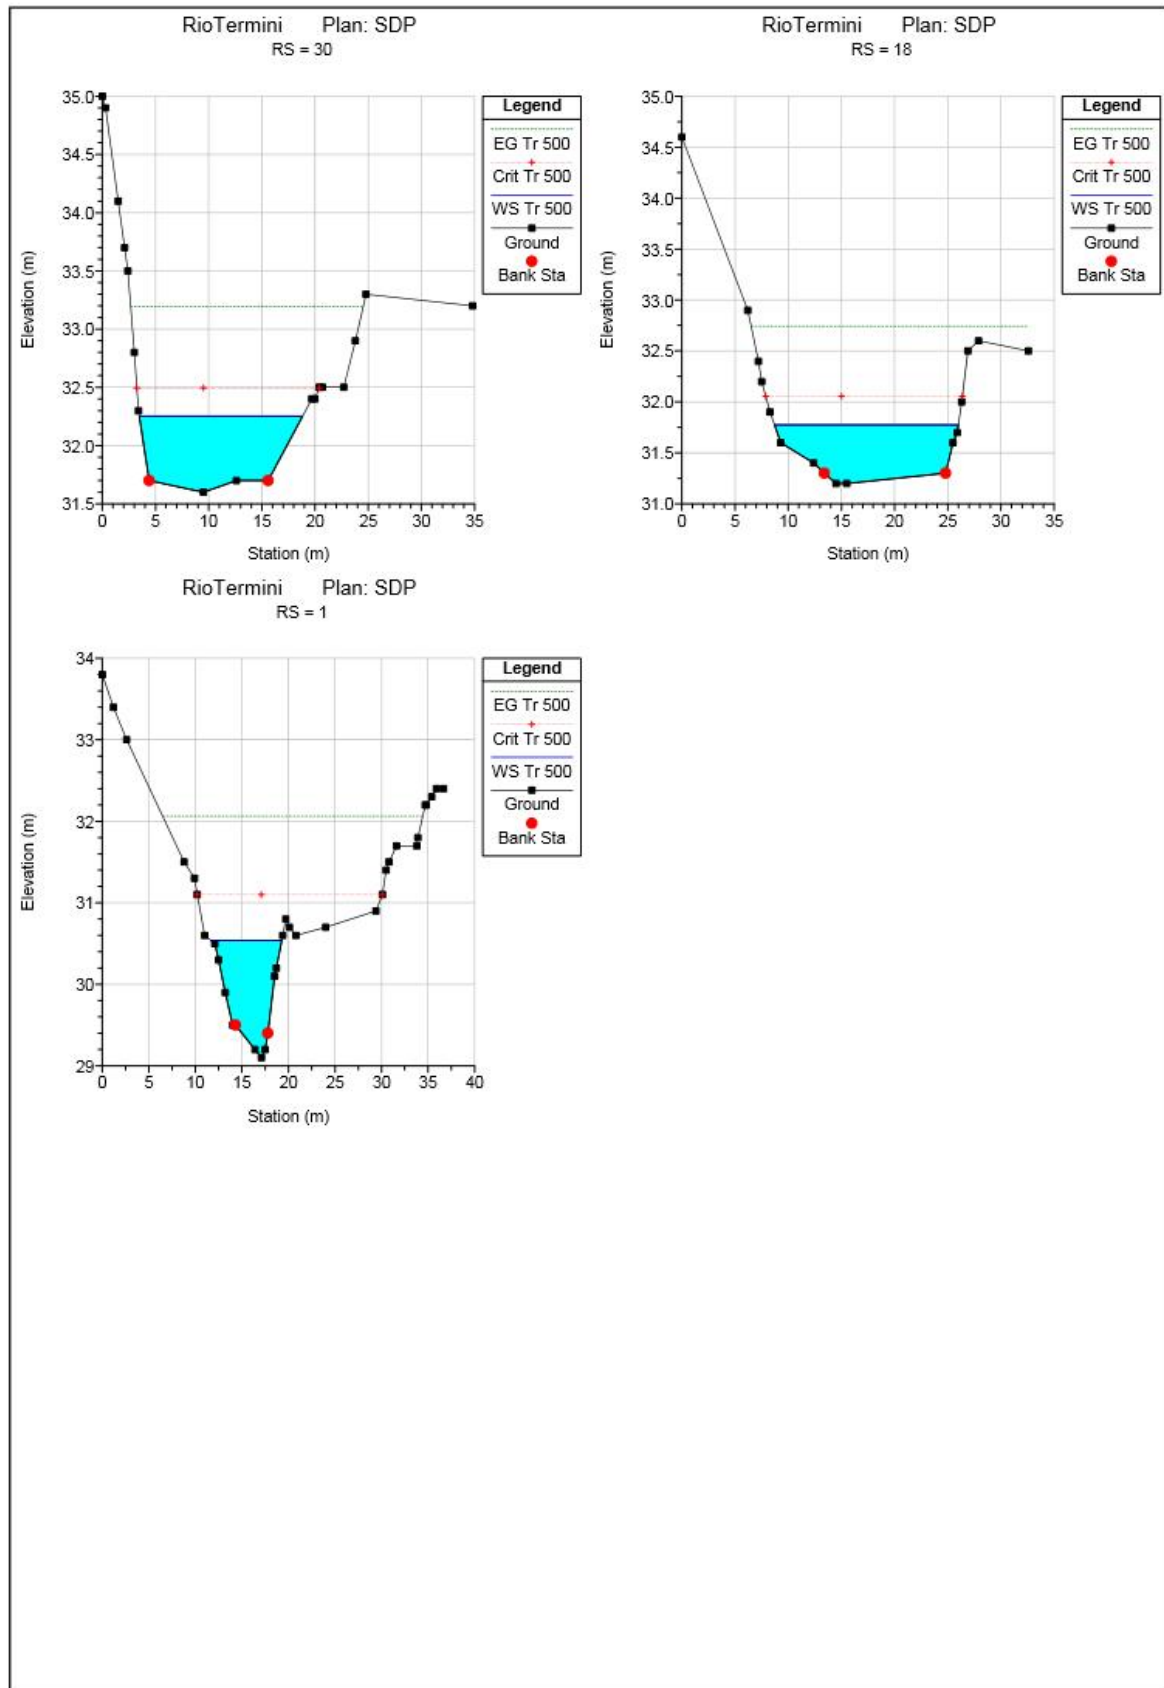 RioTermini Plan: SDP
RS = 30
35.0
34.5
34.0
33.5
33.0
32.5
32.0
31.5
0 5 10 15 20 25 30 35
Elevation (m)
Station (m)
Legend
EG Tr 500
Crit Tr 500
WS Tr 500
Ground
Bank Sta
RioTermini Plan: SDP
RS = 18
35.0
34.5
34.0
33.5
33.0
32.5
32.0
31.5
31.0
0 5 10 15 20 25 30 35
Elevation (m)
Station (m)
Legend
EG Tr 500
Crit Tr 500
WS Tr 500
Ground
Bank Sta
RioTermini Plan: SDP
RS = 1
34
33
32
31
30
29
0 5 10 15 20 25 30 35 40
Elevation (m)
Station (m)
Legend
EG Tr 500
Crit Tr 500
WS Tr 500
Ground
Bank Sta